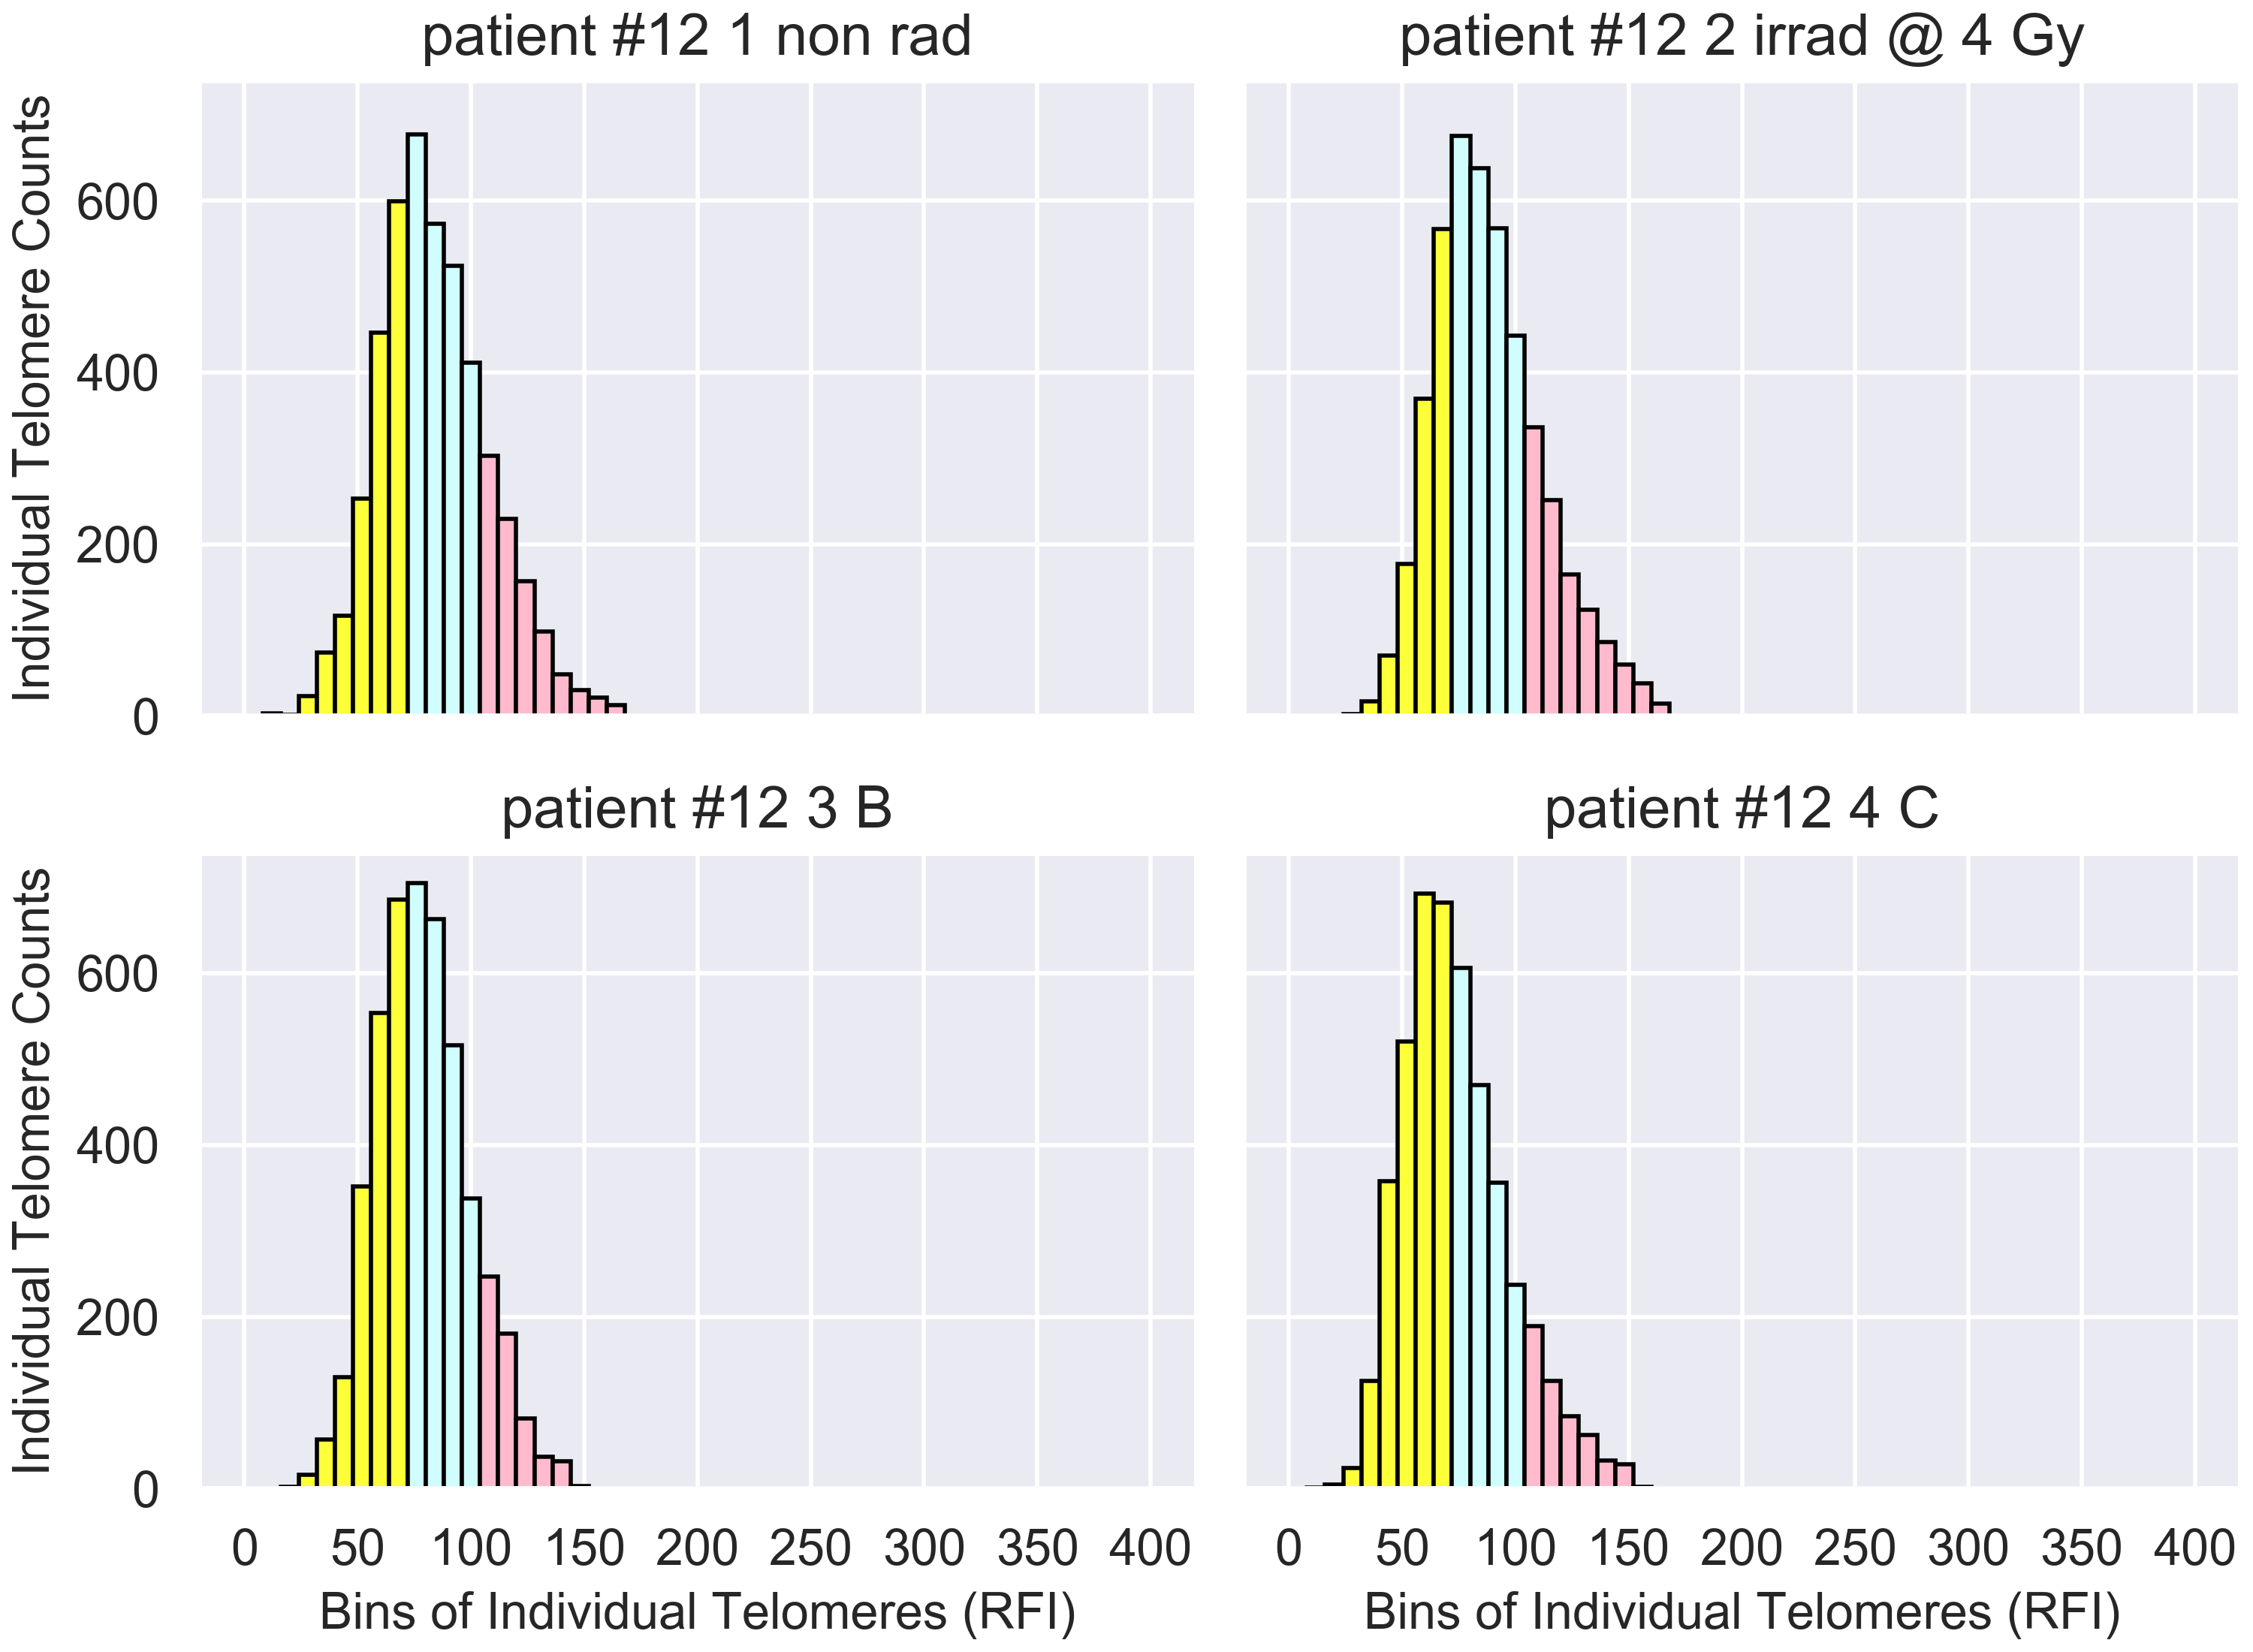 patient #12 1 non rad
patient #12 2 irrad @ 4 Gy
Individual Telomere Counts
600
400
200
0
patient #12 3 B
patient #12 4 C
Individual Telomere Counts
600
400
200
0
0 50 100 150 200 250 300 350 400
0 50 100 150 200 250 300 350 400
Bins of Individual Telomeres (RFI)
Bins of Individual Telomeres (RFI)